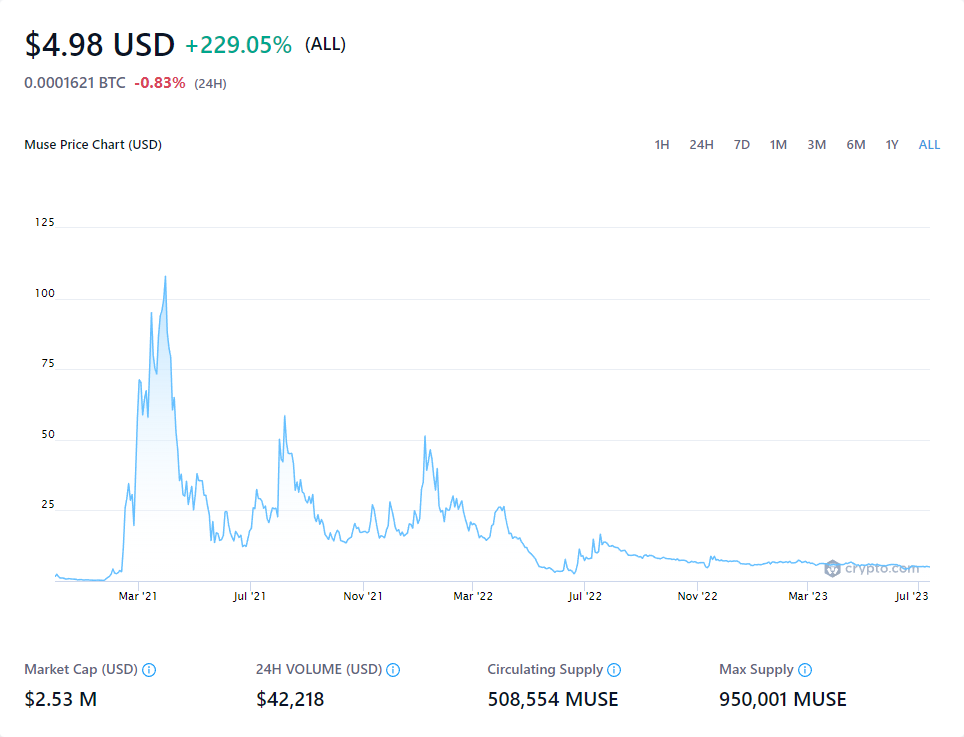 $4.98 USD +229.05% (ALL)
0.0001621 BTC -0.83% (24H)
Muse Price Chart (USD) 1H 24H 7D 1M 3M 6M 1Y ALL
125
100
75
50
25
crypto.com
Mar '21 Jul '21 Nov '21 Mar '22 Jul '22 Nov '22 Mar '23 Jul '23
Market Cap (USD) 24H VOLUME (USD) Circulating Supply Max Supply
$2.53 M $42,218 508,554 MUSE 950,001 MUSE